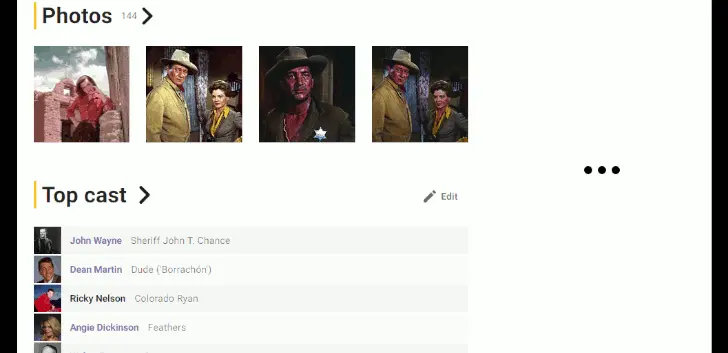 Photos 144
Top cast
Edit
John Wayne Sheriff John T. Chance
Dean Martin Dude ('Borrachón')
Ricky Nelson Colorado Ryan
Angie Dickinson Feathers